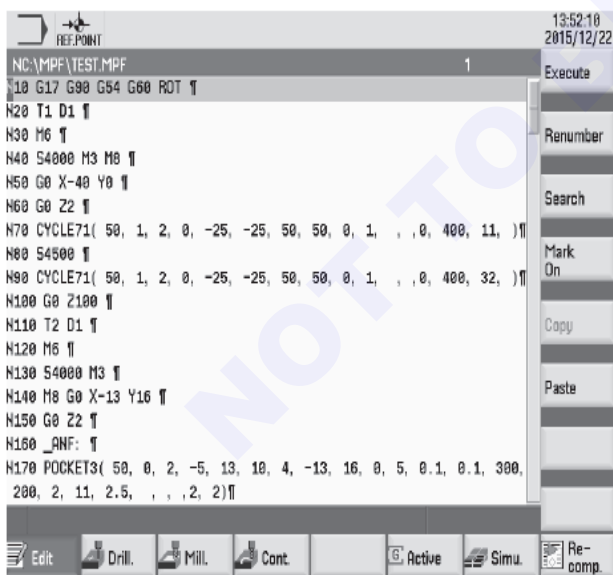 REF.POINT
13:52:10
2015/12/22
NC:\MPF\TEST.MPF 1
N10 G17 G90 G54 G60 ROT ¶
N20 T1 D1 ¶
N30 M6 ¶
N40 S4000 M3 M8 ¶
N50 G0 X-40 Y0 ¶
N60 G0 Z2 ¶
N70 CYCLE71( 50, 1, 2, 0, -25, -25, 50, 50, 0, 1, , ,0, 400, 11, )¶
N80 S4500 ¶
N90 CYCLE71( 50, 1, 2, 0, -25, -25, 50, 50, 0, 1, , ,0, 400, 32, )¶
N100 G0 Z100 ¶
N110 T2 D1 ¶
N120 M6 ¶
N130 S4000 M3 ¶
N140 M8 G0 X-13 Y16 ¶
N150 G0 Z2 ¶
N160 _ANF: ¶
N170 POCKET3( 50, 0, 2, -5, 13, 10, 4, -13, 16, 0, 5, 0.1, 0.1, 300,
200, 2, 11, 2.5, , , ,2, 2)¶
Execute
Renumber
Search
Mark
On
Copy
Paste
Edit
Drill.
Mill.
Cont.
G Active
Simu.
Re-
comp.
NOT TO B